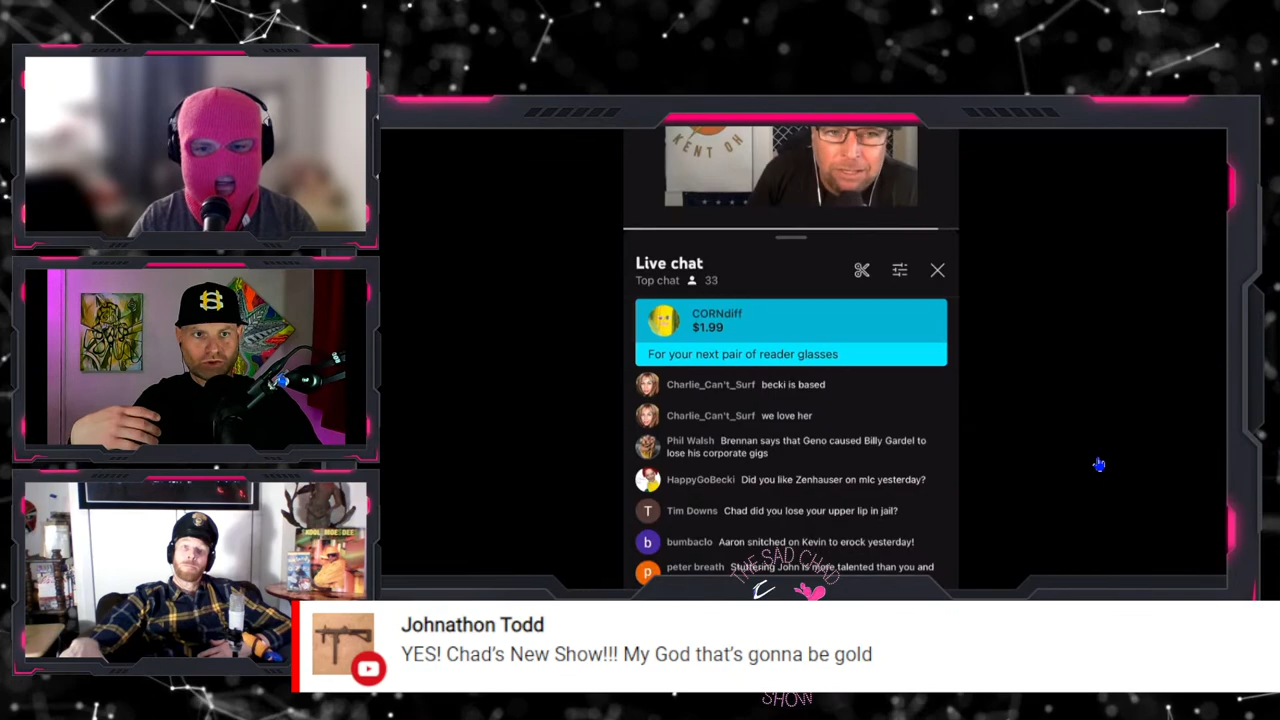 KENT OH
Live chat
Top chat 33
CORNdiff
$1.99
For your next pair of reader glasses
Charlie_Can't_Surf becki is based
Charlie_Can't_Surf we love her
Phil Walsh Brennan says that Geno caused Billy Gardel to
lose his corporate gigs
HappyGoBecki Did you like Zenhauser on mlc yesterday?
T Tim Downs Chad did you lose your upper lip in jail?
b bumbaclo Aaron snitched on Kevin to erock yesterday!
p peter breath Stuttering John is more talented than you and
THE SAD CHAD
SHOW
KOOL MOE DEE
Johnathon Todd
YES! Chad's New Show!!! My God that's gonna be gold